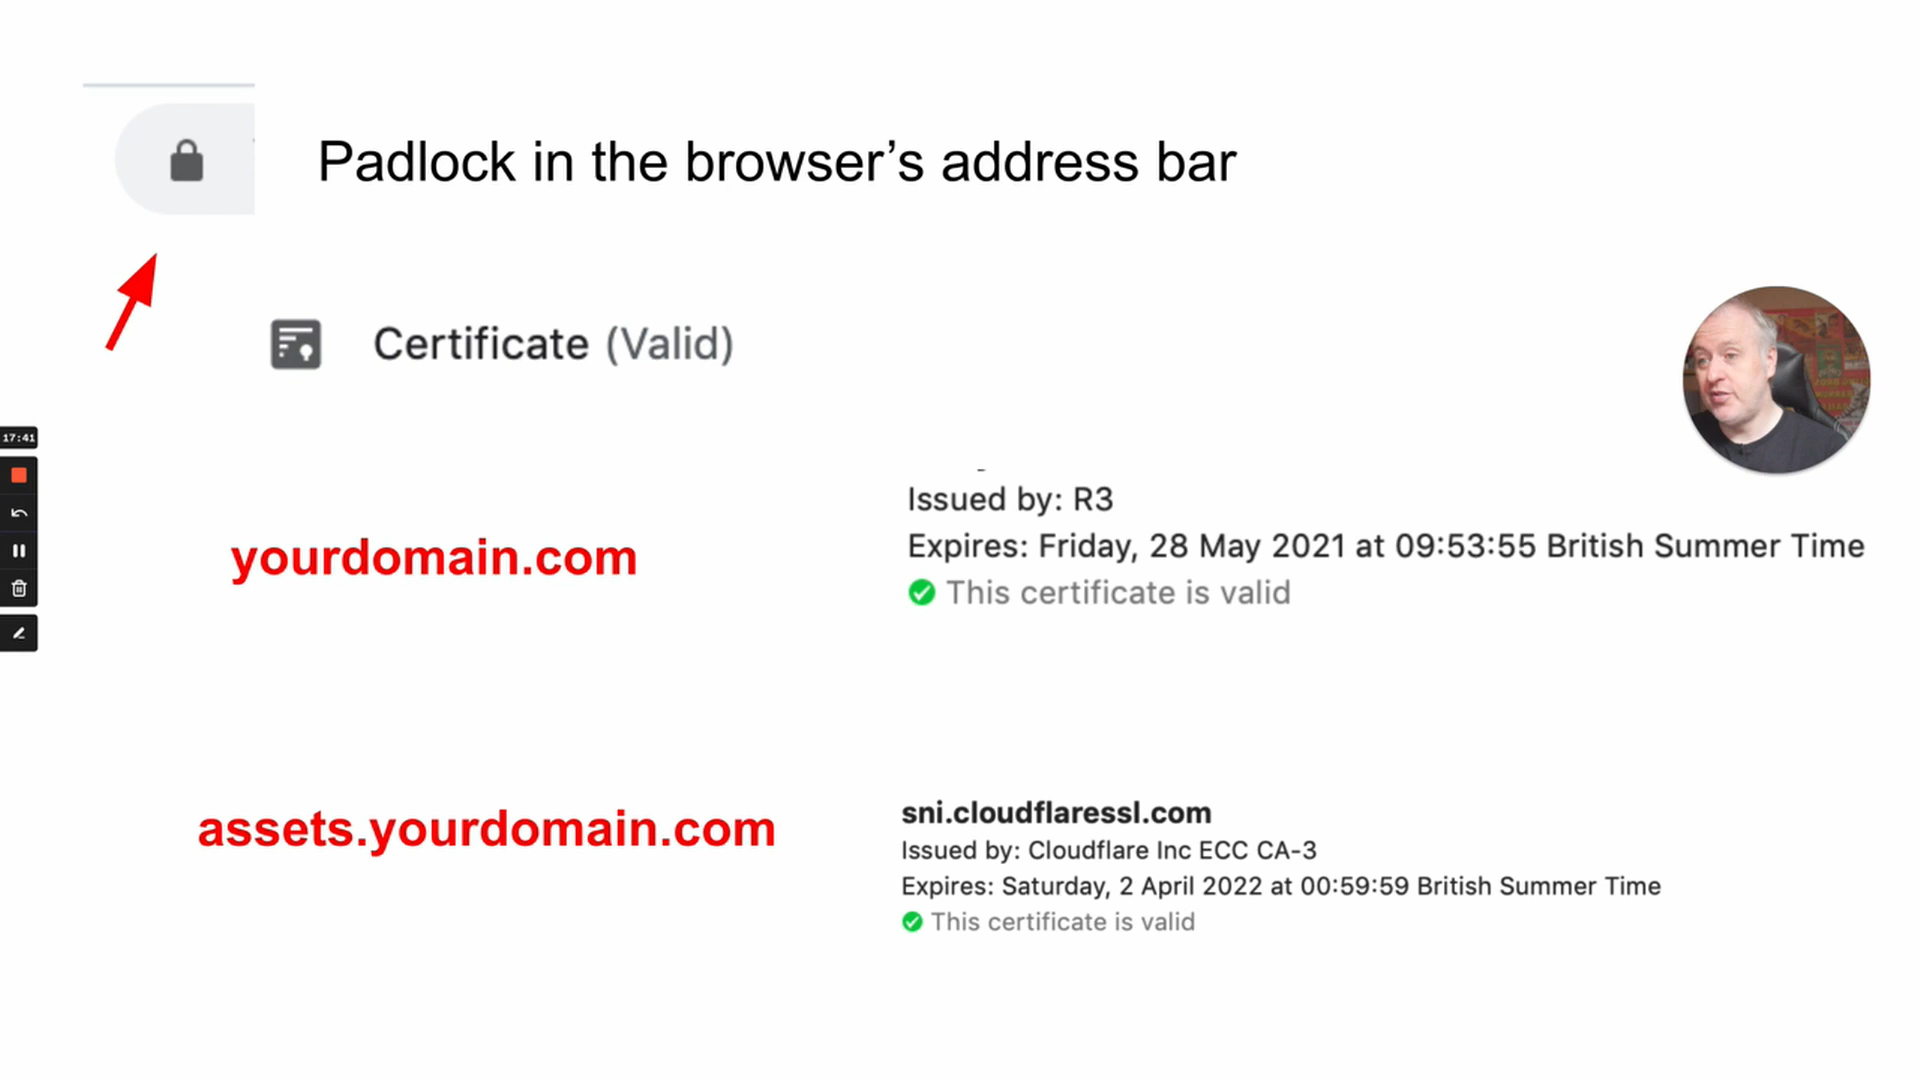 Padlock in the browser’s address bar
Certificate (Valid)
17:41
yourdomain.com
Issued by: R3
Expires: Friday, 28 May 2021 at 09:53:55 British Summer Time
This certificate is valid
assets.yourdomain.com
sni.cloudflaressl.com
Issued by: Cloudflare Inc ECC CA-3
Expires: Saturday, 2 April 2022 at 00:59:59 British Summer Time
This certificate is valid